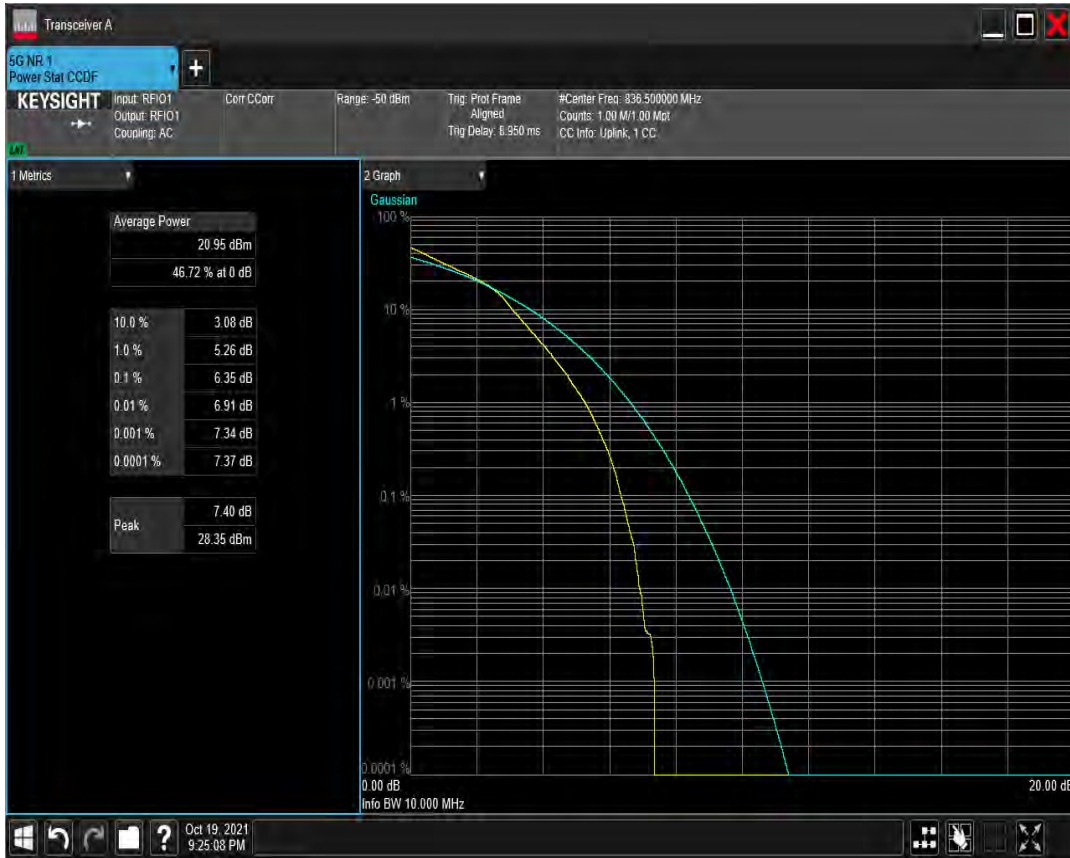 Transceiver A
5G NR 1
Power Stat CCDF
+
KEYSIGHT
Input: RFIO1
Output: RFIO1
Coupling: AC
Corr CCorr
Range: -50 dBm
Trig: Prot Frame
Aligned
Trig Delay: 8.950 ms
#Center Freq: 836.500000 MHz
Counts: 1.00 M/1.00 Mpt
CC Info: Uplink, 1 CC
1 Metrics
Average Power
20.95 dBm
46.72 % at 0 dB
10.0 % 3.08 dB
1.0 % 5.26 dB
0.1 % 6.35 dB
0.01 % 6.91 dB
0.001 % 7.34 dB
0.0001 % 7.37 dB
Peak 7.40 dB
28.35 dBm
2 Graph
Gaussian
100 %
10 %
1 %
0.1 %
0.01 %
0.001 %
0.0001 %
0.00 dB
20.00 dB
Info BW 10.000 MHz
?
Oct 19, 2021
9:25:08 PM